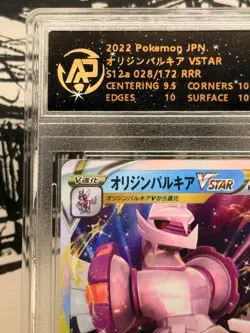 AP
2022 Pokemon JPN.
オリジンパルキア VSTAR
S12a 028/172 RRR
CENTERING 9.5 CORNERS 10
EDGES 10 SURFACE 10
V進化 オリジンパルキア VSTAR
オリジンパルキアVから進化